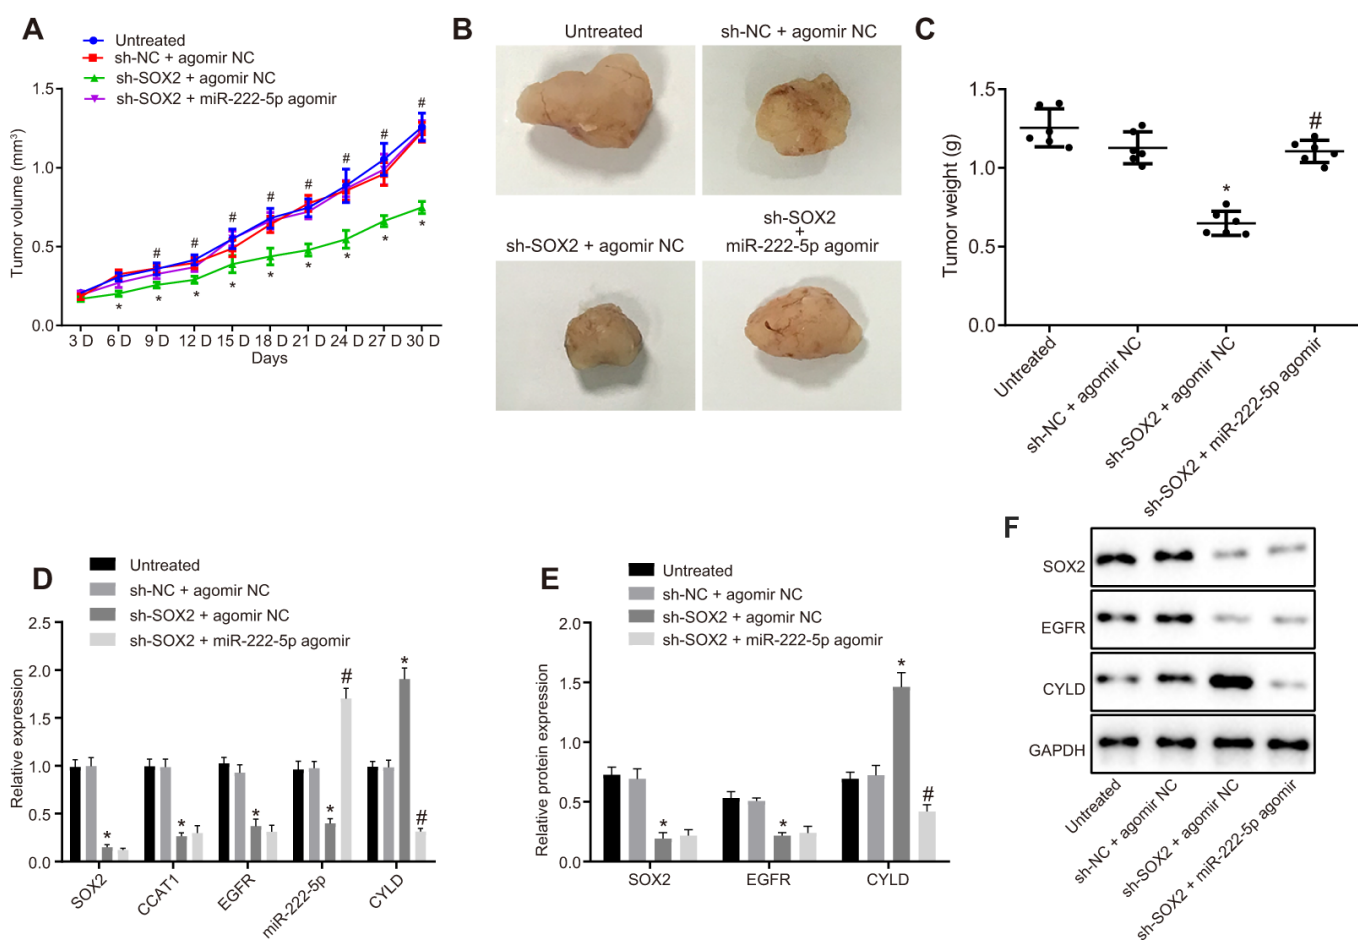 A
Untreated
sh-NC + agomir NC
sh-SOX2 + agomir NC
sh-SOX2 + miR-222-5p agomir
Tumor volume (mm³)
1.5
1.0
0.5
0.0
# # # # # # # #
* * * * * * * * *
3 D 6 D 9 D 12 D 15 D 18 D 21 D 24 D 27 D 30 D
Days
B
Untreated
sh-NC + agomir NC
sh-SOX2 + agomir NC
sh-SOX2
+
miR-222-5p agomir
C
Tumor weight (g)
1.5
1.0
0.5
0.0
*
#
Untreated
sh-NC + agomir NC
sh-SOX2 + agomir NC
sh-SOX2 + miR-222-5p agomir
D
Untreated
sh-NC + agomir NC
sh-SOX2 + agomir NC
sh-SOX2 + miR-222-5p agomir
Relative expression
2.5
2.0
1.5
1.0
0.5
0.0
* * * * # * #
SOX2
CCAT1
EGFR
miR-222-5p
CYLD
E
Untreated
sh-NC + agomir NC
sh-SOX2 + agomir NC
sh-SOX2 + miR-222-5p agomir
Relative protein expression
2.0
1.5
1.0
0.5
0.0
* * * #
SOX2 EGFR CYLD
F
SOX2
EGFR
CYLD
GAPDH
Untreated
sh-NC + agomir NC
sh-SOX2 + agomir NC
sh-SOX2 + miR-222-5p agomir